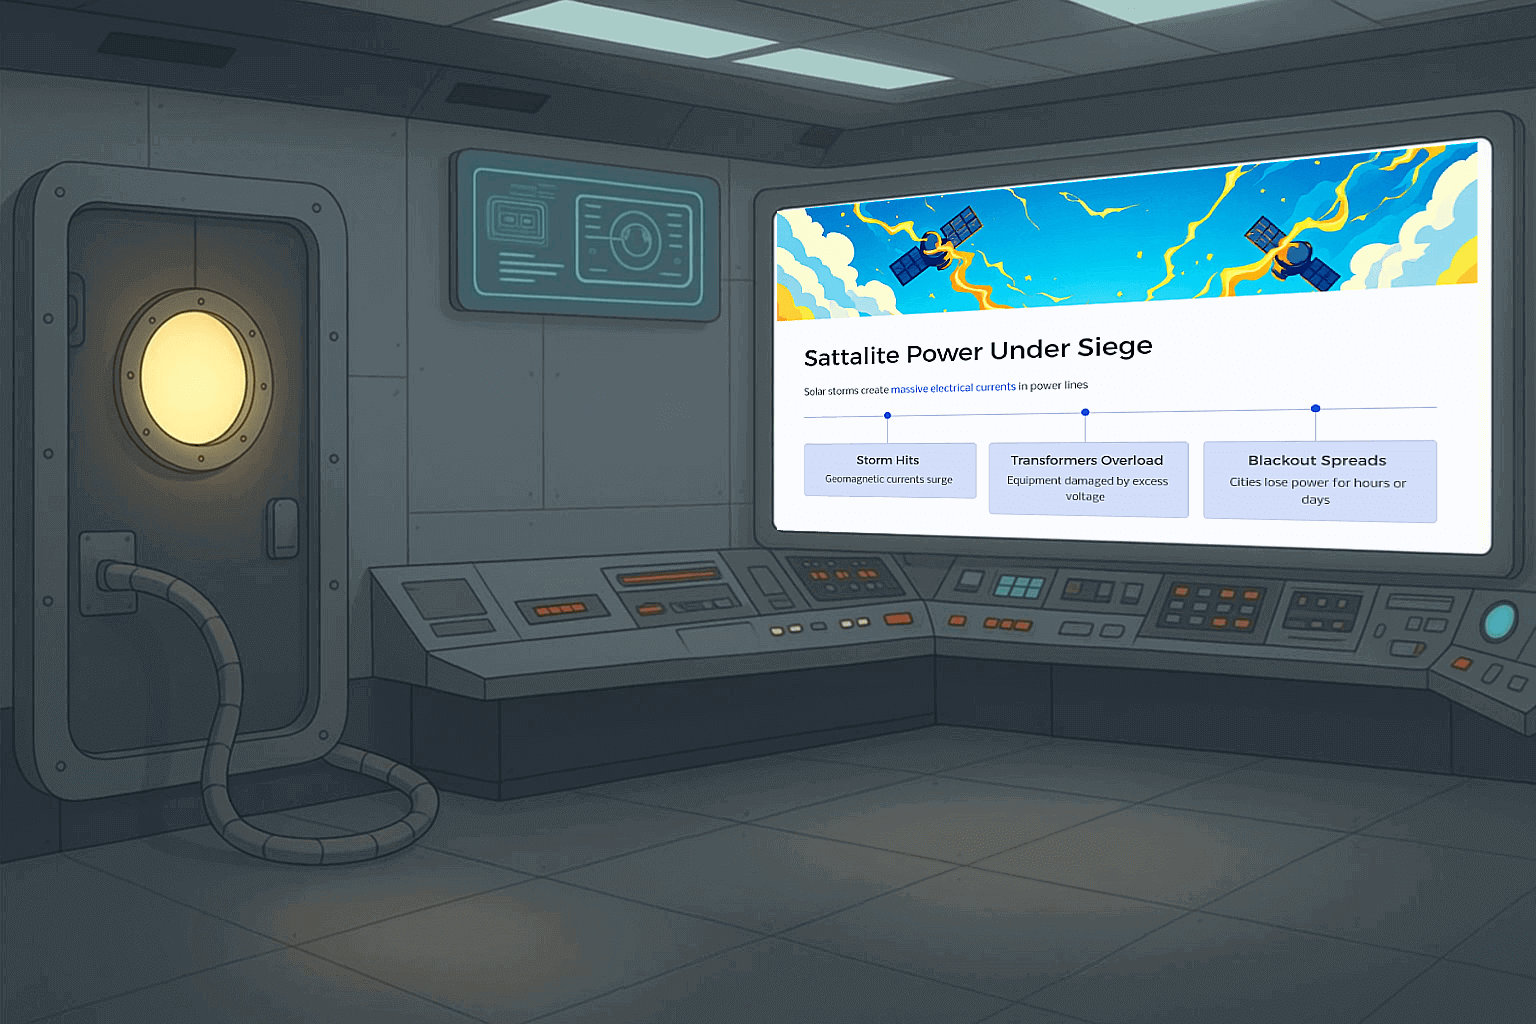 Sattalite Power Under Siege
Solar storms create massive electrical currents in power lines
Storm Hits
Geomagnetic currents surge
Transformers Overload
Equipment damaged by excess
voltage
Blackout Spreads
Cities lose power for hours or
days